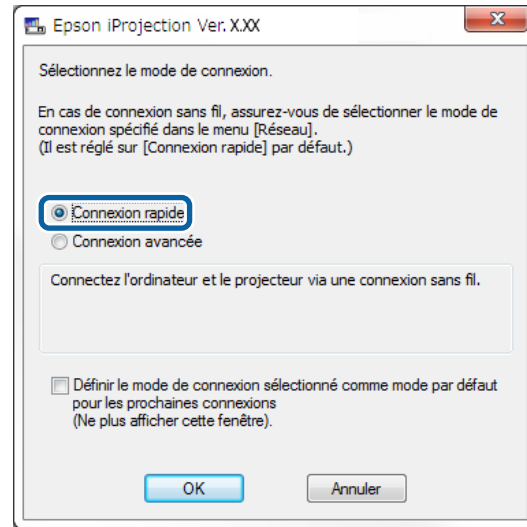 Epson iProjection Ver. X.XX
Sélectionnez le mode de connexion.
En cas de connexion sans fil, assurez-vous de sélectionner le mode de
connexion spécifié dans le menu [Réseau].
(Il est réglé sur [Connexion rapide] par défaut.)
Connexion rapide
Connexion avancée
Connectez l'ordinateur et le projecteur via une connexion sans fil.
Définir le mode de connexion sélectionné comme mode par défaut
pour les prochaines connexions
(Ne plus afficher cette fenêtre).
OK Annuler